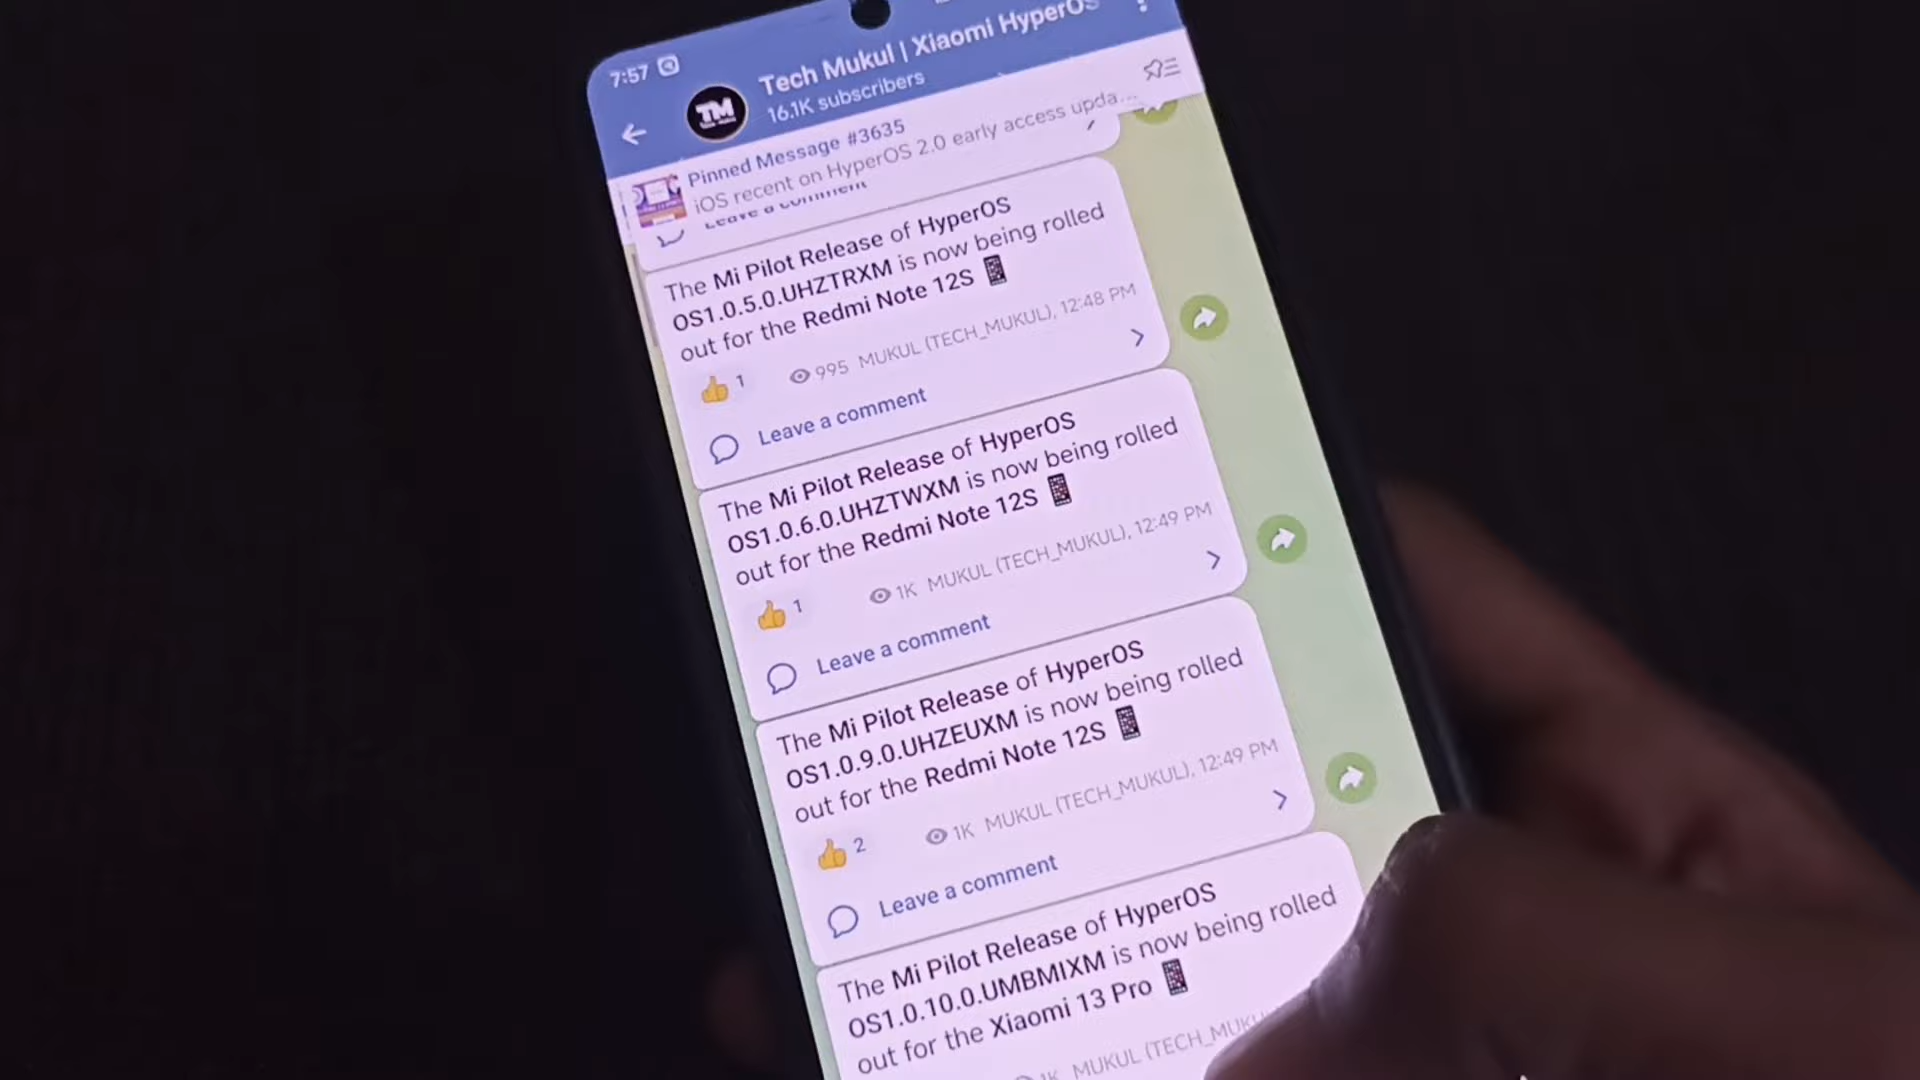 7:57
TM
Tech Mukul | Xiaomi HyperOS
16.1K subscribers
Pinned Message #3635
iOS recent on HyperOS 2.0 early access upda...
Leave a comment
The Mi Pilot Release of HyperOS
OS1.0.5.0.UHZTRXM is now being rolled
out for the Redmi Note 12S
1 995 MUKUL (TECH_MUKUL), 12:48 PM
Leave a comment
The Mi Pilot Release of HyperOS
OS1.0.6.0.UHZTWXM is now being rolled
out for the Redmi Note 12S
1 1K MUKUL (TECH_MUKUL), 12:49 PM
Leave a comment
The Mi Pilot Release of HyperOS
OS1.0.9.0.UHZEUXM is now being rolled
out for the Redmi Note 12S
2 1K MUKUL (TECH_MUKUL), 12:49 PM
Leave a comment
The Mi Pilot Release of HyperOS
OS1.0.10.0.UMBMIXM is now being rolled
out for the Xiaomi 13 Pro
1K MUKUL (TECH_MUKU